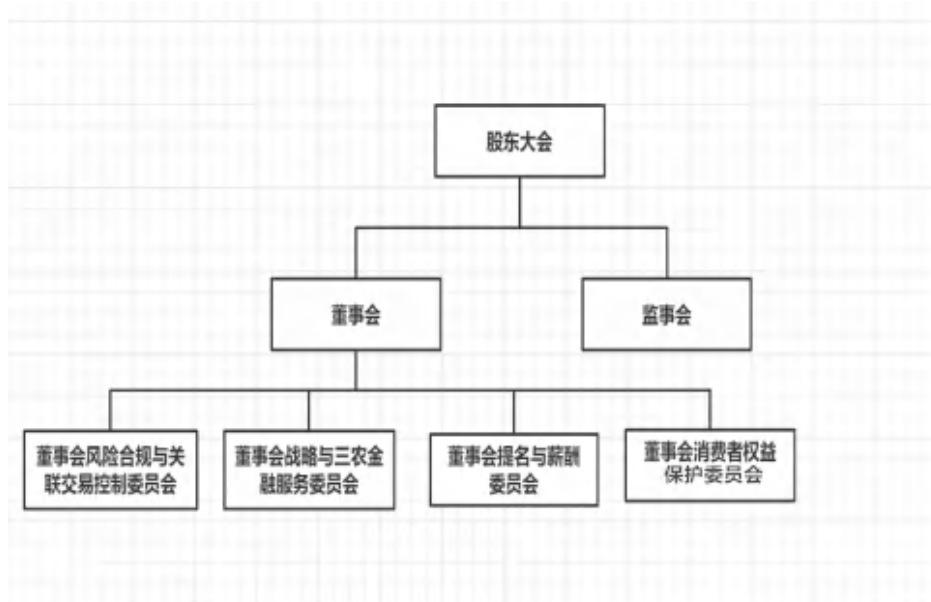 股东大会
董事会
监事会
董事会风险合规与关
联交易控制委员会
董事会战略与三农金
融服务委员会
董事会提名与薪酬
委员会
董事会消费者权益
保护委员会